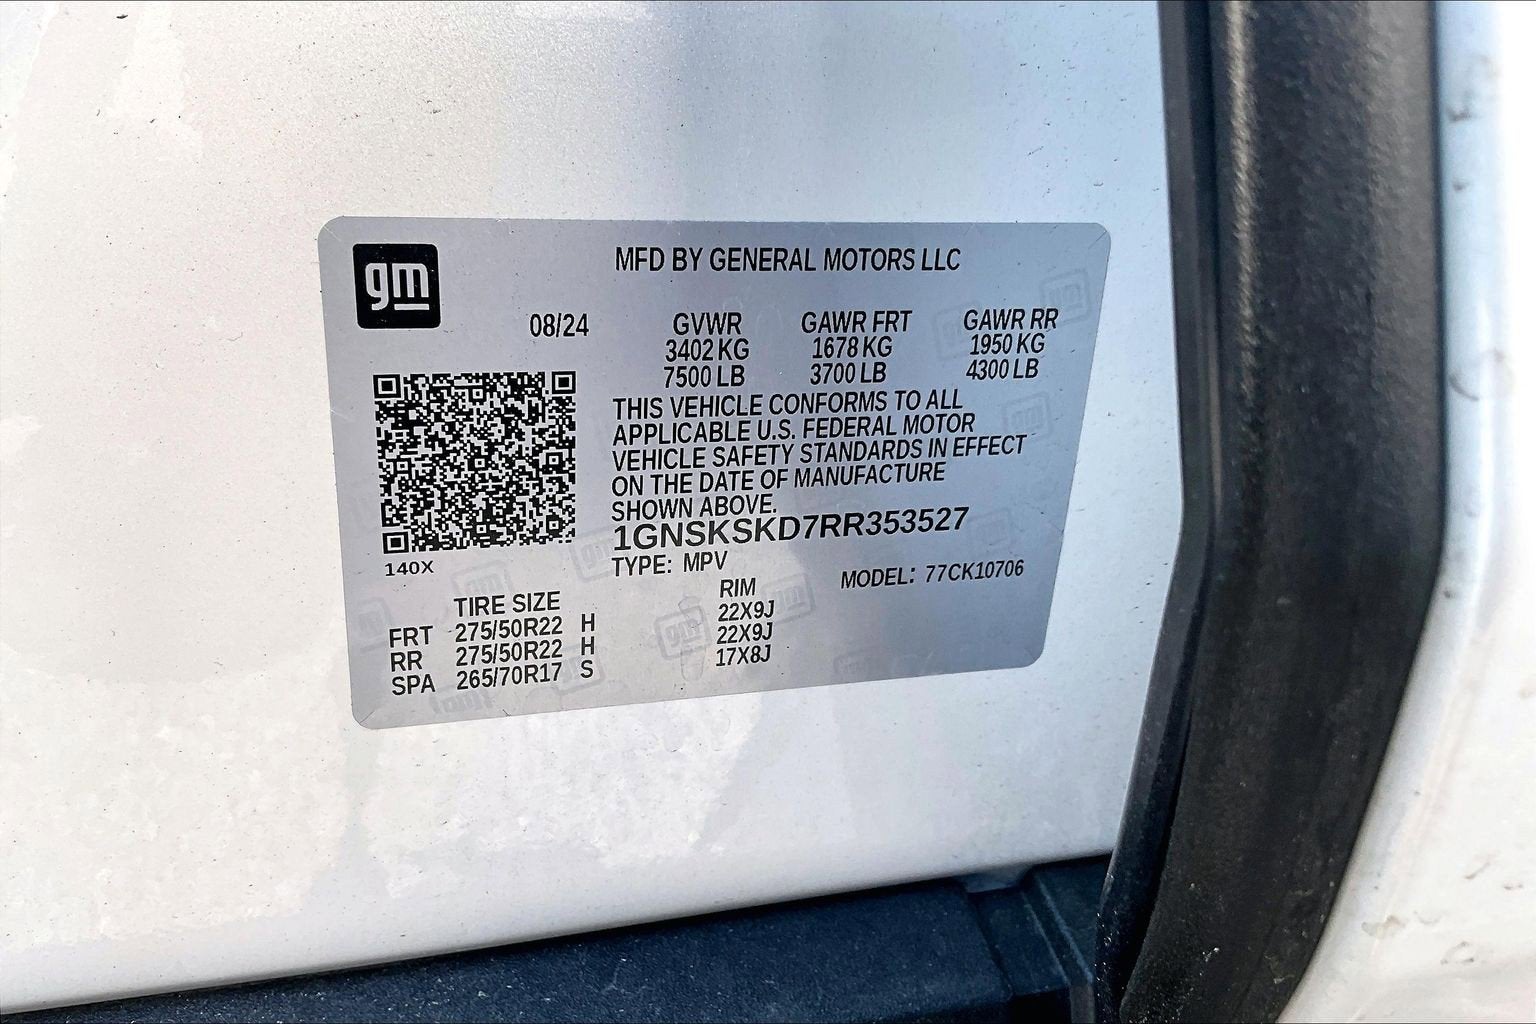 gm
MFD BY GENERAL MOTORS LLC
08/24 GVWR GAWR FRT GAWR RR
3402 KG 1678 KG 1950 KG
7500 LB 3700 LB 4300 LB
THIS VEHICLE CONFORMS TO ALL
APPLICABLE U.S. FEDERAL MOTOR
VEHICLE SAFETY STANDARDS IN EFFECT
ON THE DATE OF MANUFACTURE
SHOWN ABOVE.
1GNSKSKD7RR353527
140X
TYPE: MPV MODEL: 77CK10706
TIRE SIZE RIM
FRT 275/50R22 H 22X9J
RR 275/50R22 H 22X9J
SPA 265/70R17 S 17X8J